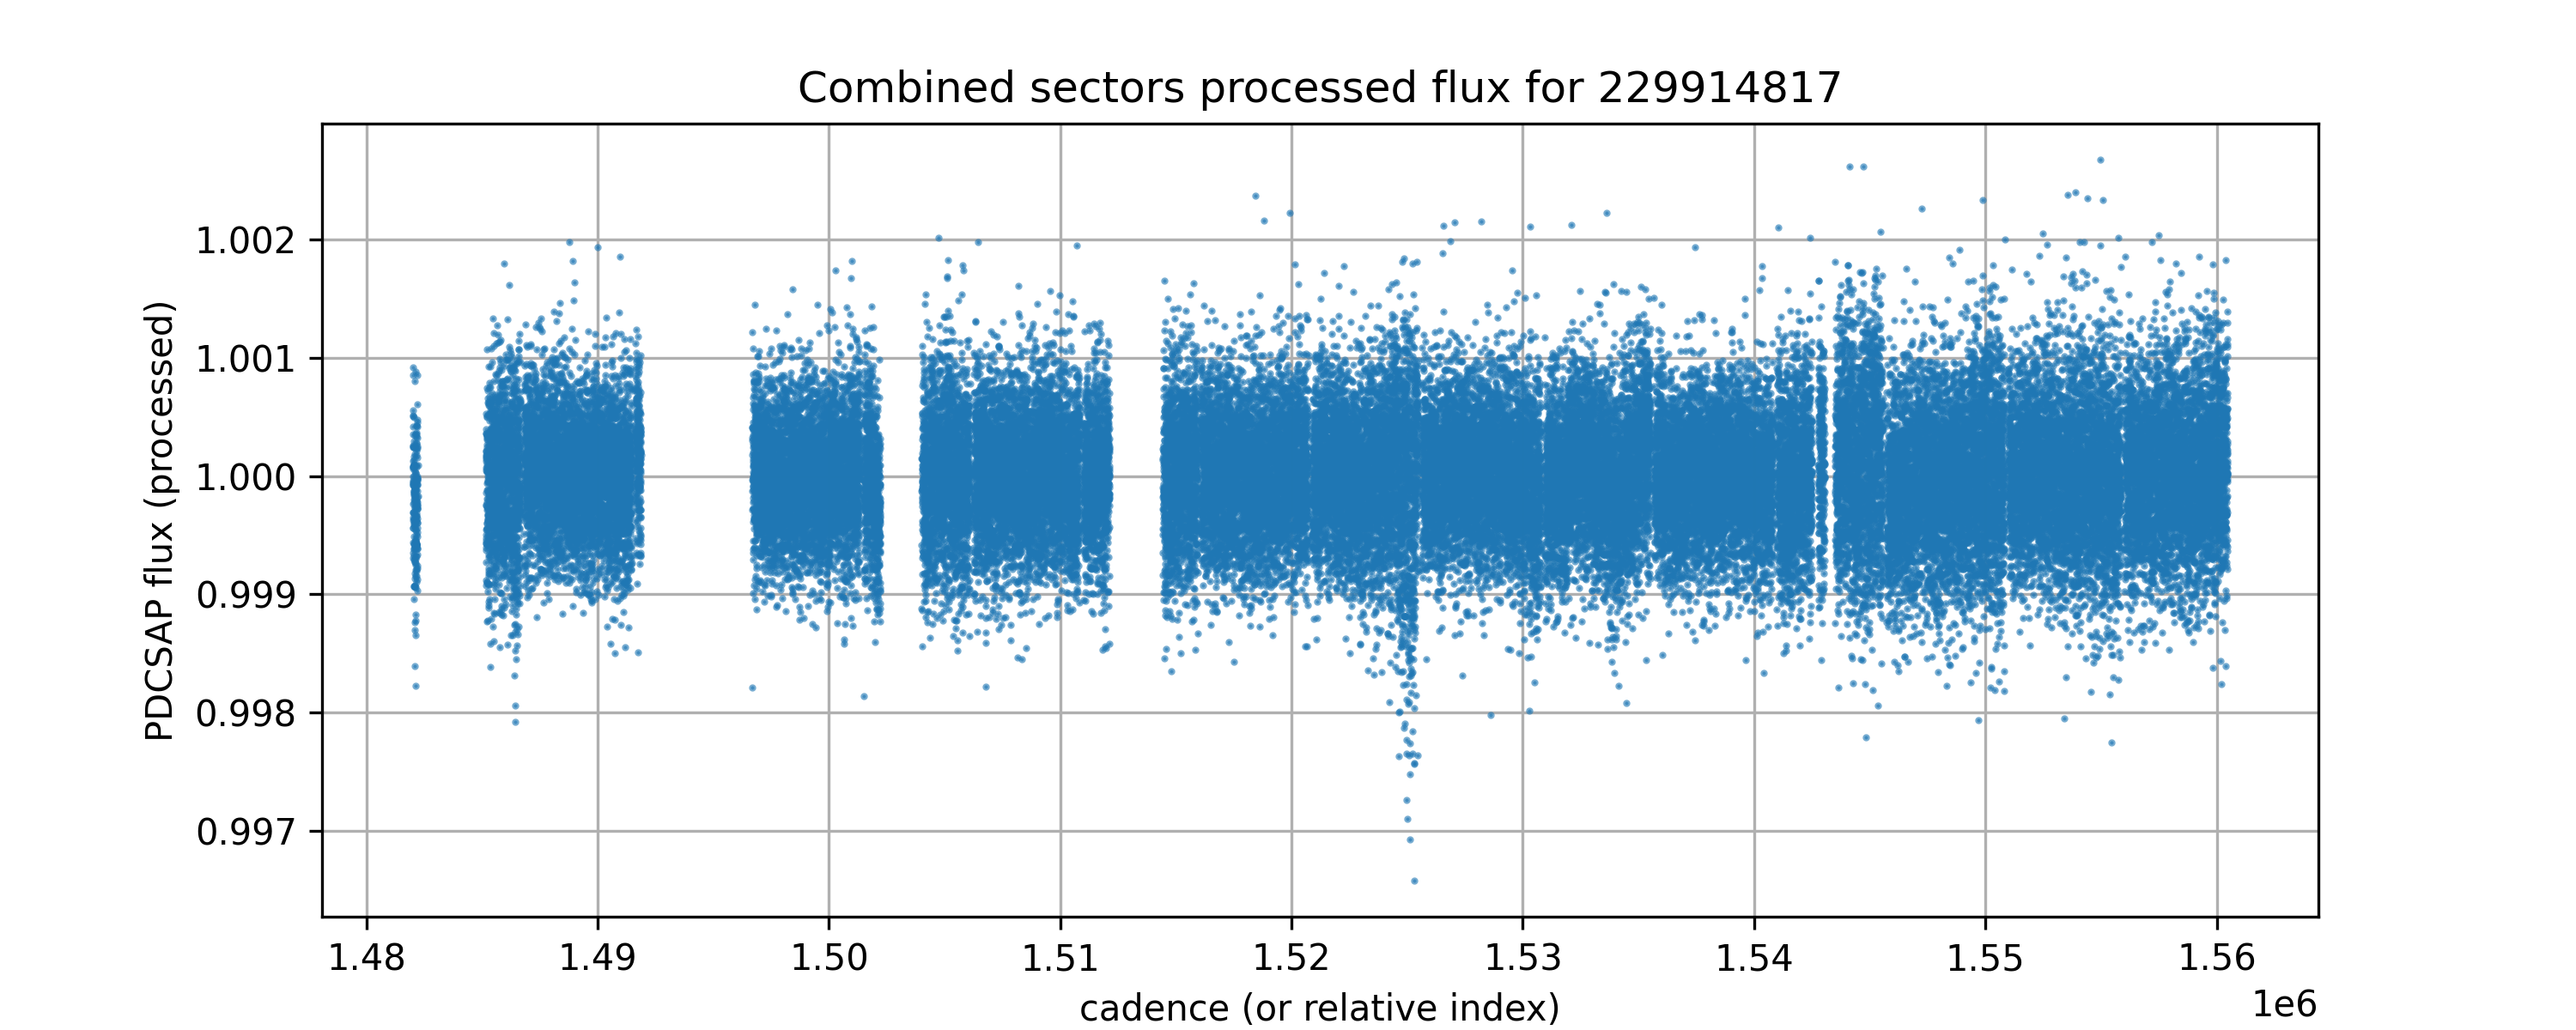 Combined sectors processed flux for 229914817
PDCSAP flux (processed)
1.002
1.001
1.000
0.999
0.998
0.997
1.48 1.49 1.50 1.51 1.52 1.53 1.54 1.55 1.56
1e6
cadence (or relative index)